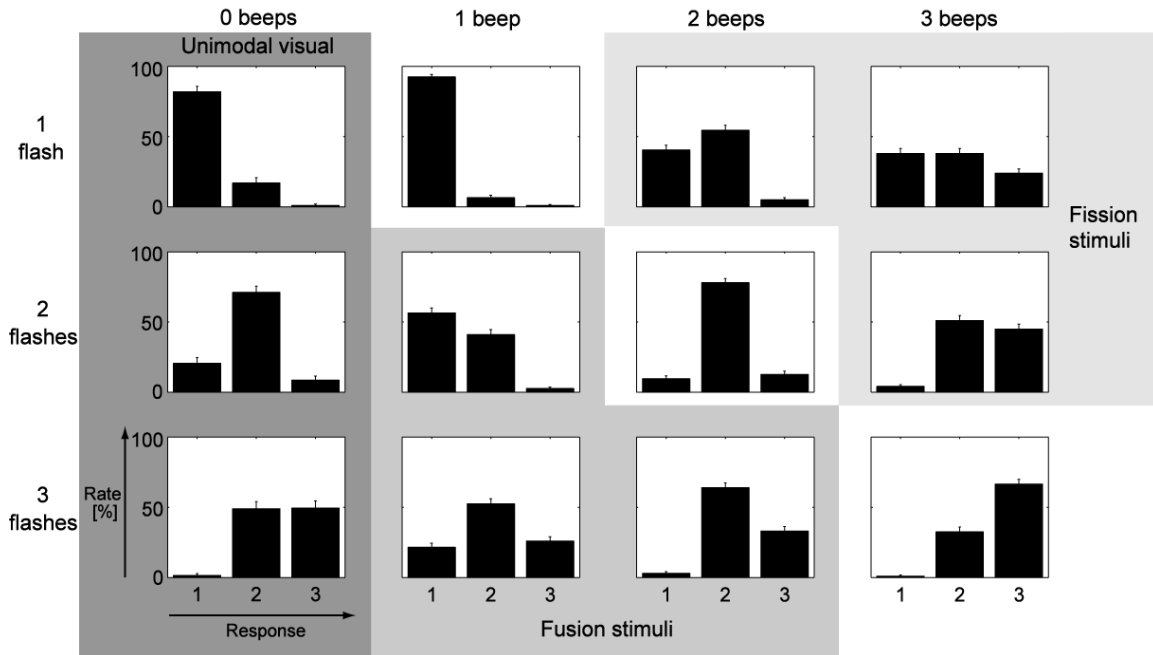 0 beeps 1 beep 2 beeps 3 beeps
Unimodal visual
1
flash
100
50
0
Fission
stimuli
2
flashes
100
50
0
3
flashes
100
50
0
Rate
[%]
1 2 3 1 2 3 1 2 3 1 2 3
Response
Fusion stimuli